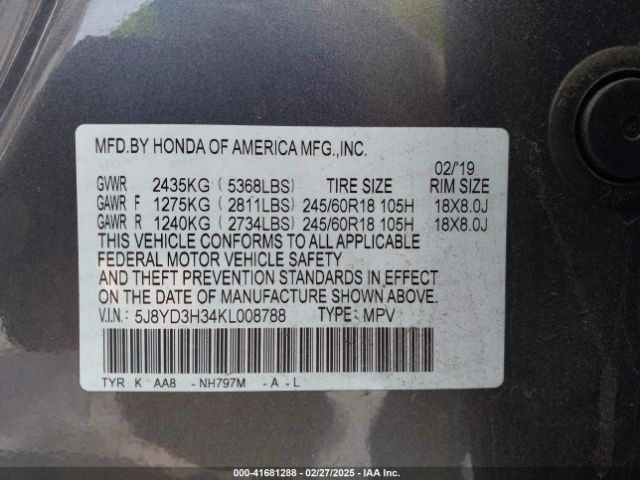 MFD.BY HONDA OF AMERICA MFG.,INC.
02/'19
GVWR 2435KG ( 5368LBS) TIRE SIZE RIM SIZE
GAWR F 1275KG ( 2811LBS) 245/60R18 105H 18X8.0J
GAWR R 1240KG ( 2734LBS) 245/60R18 105H 18X8.0J
THIS VEHICLE CONFORMS TO ALL APPLICABLE
FEDERAL MOTOR VEHICLE SAFETY
AND THEFT PREVENTION STANDARDS IN EFFECT
ON THE DATE OF MANUFACTURE SHOWN ABOVE.
V.I.N: 5J8YD3H34KL008788 TYPE: MPV
TYR K AA8 -NH797M -A -L
000-41681288 - 02/27/2025 - IAA Inc.